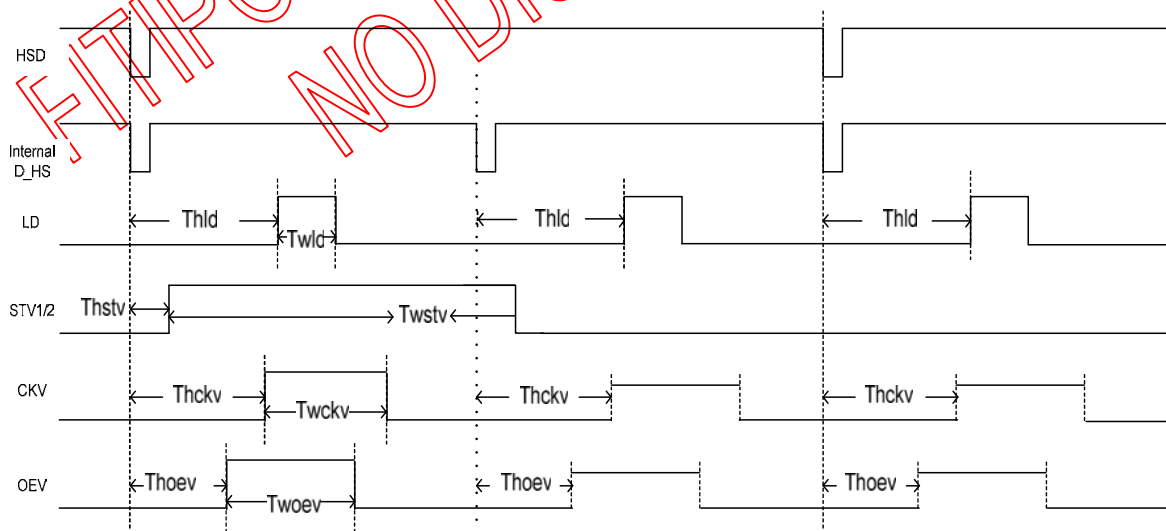 NO DIS
HSD
Internal
D_HS
LD
Thld
Twld
Thld
Thld
STV1/2
Thstv
Twstv
CKV
Thckv
Twckv
Thckv
Thckv
OEV
Thoev
Twoev
Thoev
Thoev